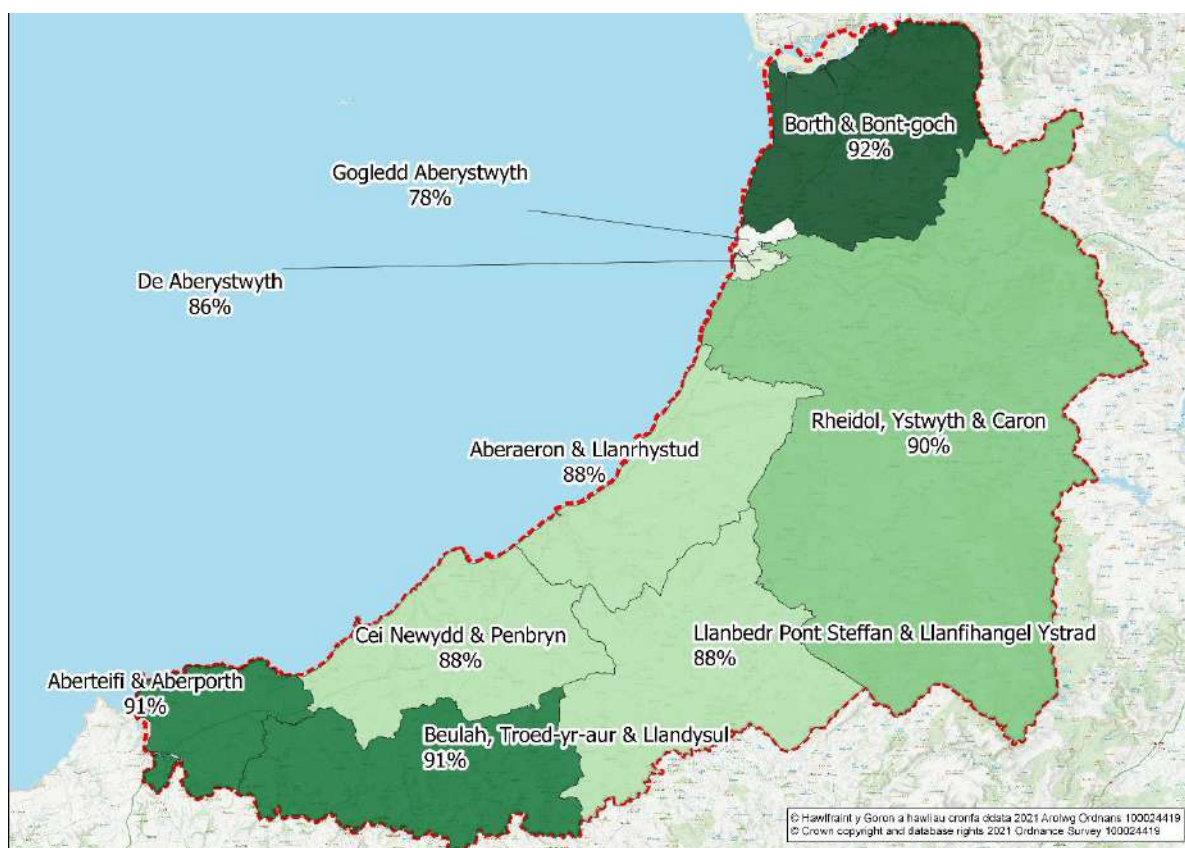 Borth & Bont-goch
92%
Gogledd Aberystwyth
78%
De Aberystwyth
86%
Rheidol, Ystwyth & Caron
90%
Aberaeron & Llanrhystud
88%
Cei Newydd & Penbryn
88%
Llanbedr Pont Steffan & Llanfihangel Ystrad
88%
Aberteifi & Aberporth
91%
Beulah, Troed-yr-aur & Llandysul
91%
© Hawlfraint y Goron a hawliau cronfa ddata 2021 Arolwg Ordnans 100024419
© Crown copyright and database rights 2021 Ordnance Survey 100024419